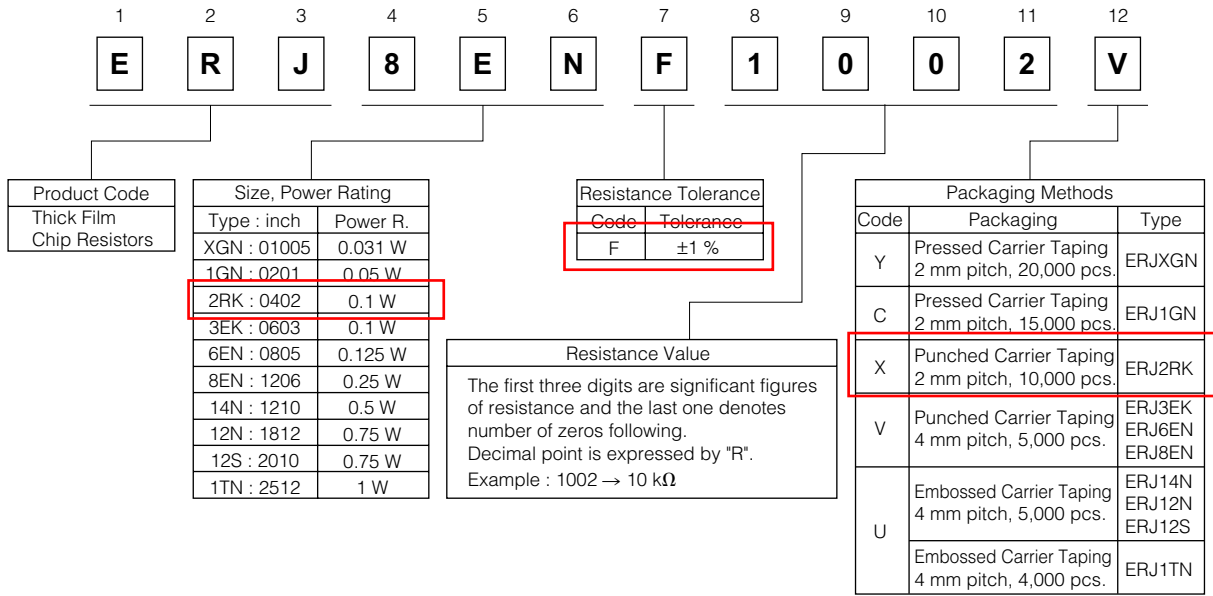 1 2 3 4 5 6 7 8 9 10 11 12
E R J 8 E N F 1 0 0 2 V
Product Code
Thick Film
Chip Resistors
Size, Power Rating
Type : inch Power R.
XGN : 01005 0.031 W
1GN : 0201 0.05 W
2RK : 0402 0.1 W
3EK : 0603 0.1 W
6EN : 0805 0.125 W
8EN : 1206 0.25 W
14N : 1210 0.5 W
12N : 1812 0.75 W
12S : 2010 0.75 W
1TN : 2512 1 W
Resistance Tolerance
Code Tolerance
F ±1 %
Resistance Value
The first three digits are significant figures
of resistance and the last one denotes
number of zeros following.
Decimal point is expressed by "R".
Example : 1002 → 10 kΩ
Packaging Methods
Code Packaging Type
Y Pressed Carrier Taping
2 mm pitch, 20,000 pcs. ERJXGN
C Pressed Carrier Taping
2 mm pitch, 15,000 pcs. ERJ1GN
X Punched Carrier Taping
2 mm pitch, 10,000 pcs. ERJ2RK
V Punched Carrier Taping
4 mm pitch, 5,000 pcs.
ERJ3EK
ERJ6EN
ERJ8EN
U Embossed Carrier Taping
4 mm pitch, 5,000 pcs.
ERJ14N
ERJ12N
ERJ12S
Embossed Carrier Taping
4 mm pitch, 4,000 pcs. ERJ1TN